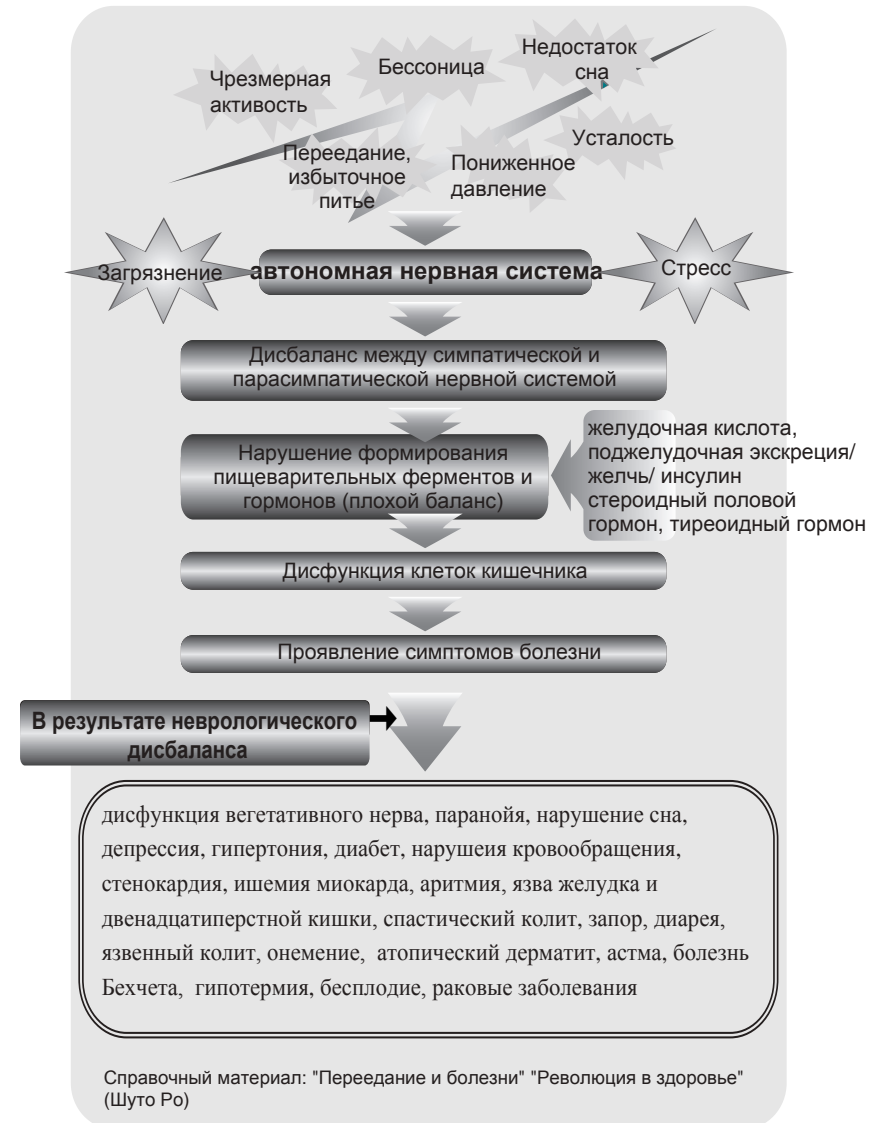 Недостаток
сна
Бессоница
Чрезмерная
активость
Усталость
Переедание,
избыточное
питье
Пониженное
давление
Загрязнение
автономная нервная система
Стресс
Дисбаланс между симпатической и
парасимпатической нервной системой
Нарушение формирования
пищеварительных ферментов и
гормонов (плохой баланс)
желудочная кислота,
поджелудочная экскреция/
желчь/ инсулин
стероидный половой
гормон, тиреоидный гормон
Дисфункция клеток кишечника
Проявление симптомов болезни
В результате неврологического
дисбаланса
дисфункция вегетативного нерва, паранойя, нарушение сна,
депрессия, гипертония, диабет, нарушеия кровообращения,
стенокардия, ишемия миокарда, аритмия, язва желудка и
двенадцатиперстной кишки, спастический колит, запор, диарея,
язвенный колит, онемение, атопический дерматит, астма, болезнь
Бехчета, гипотермия, бесплодие, раковые заболевания
Справочный материал: "Переедание и болезни" "Революция в здоровье"
(Шуто Ро)